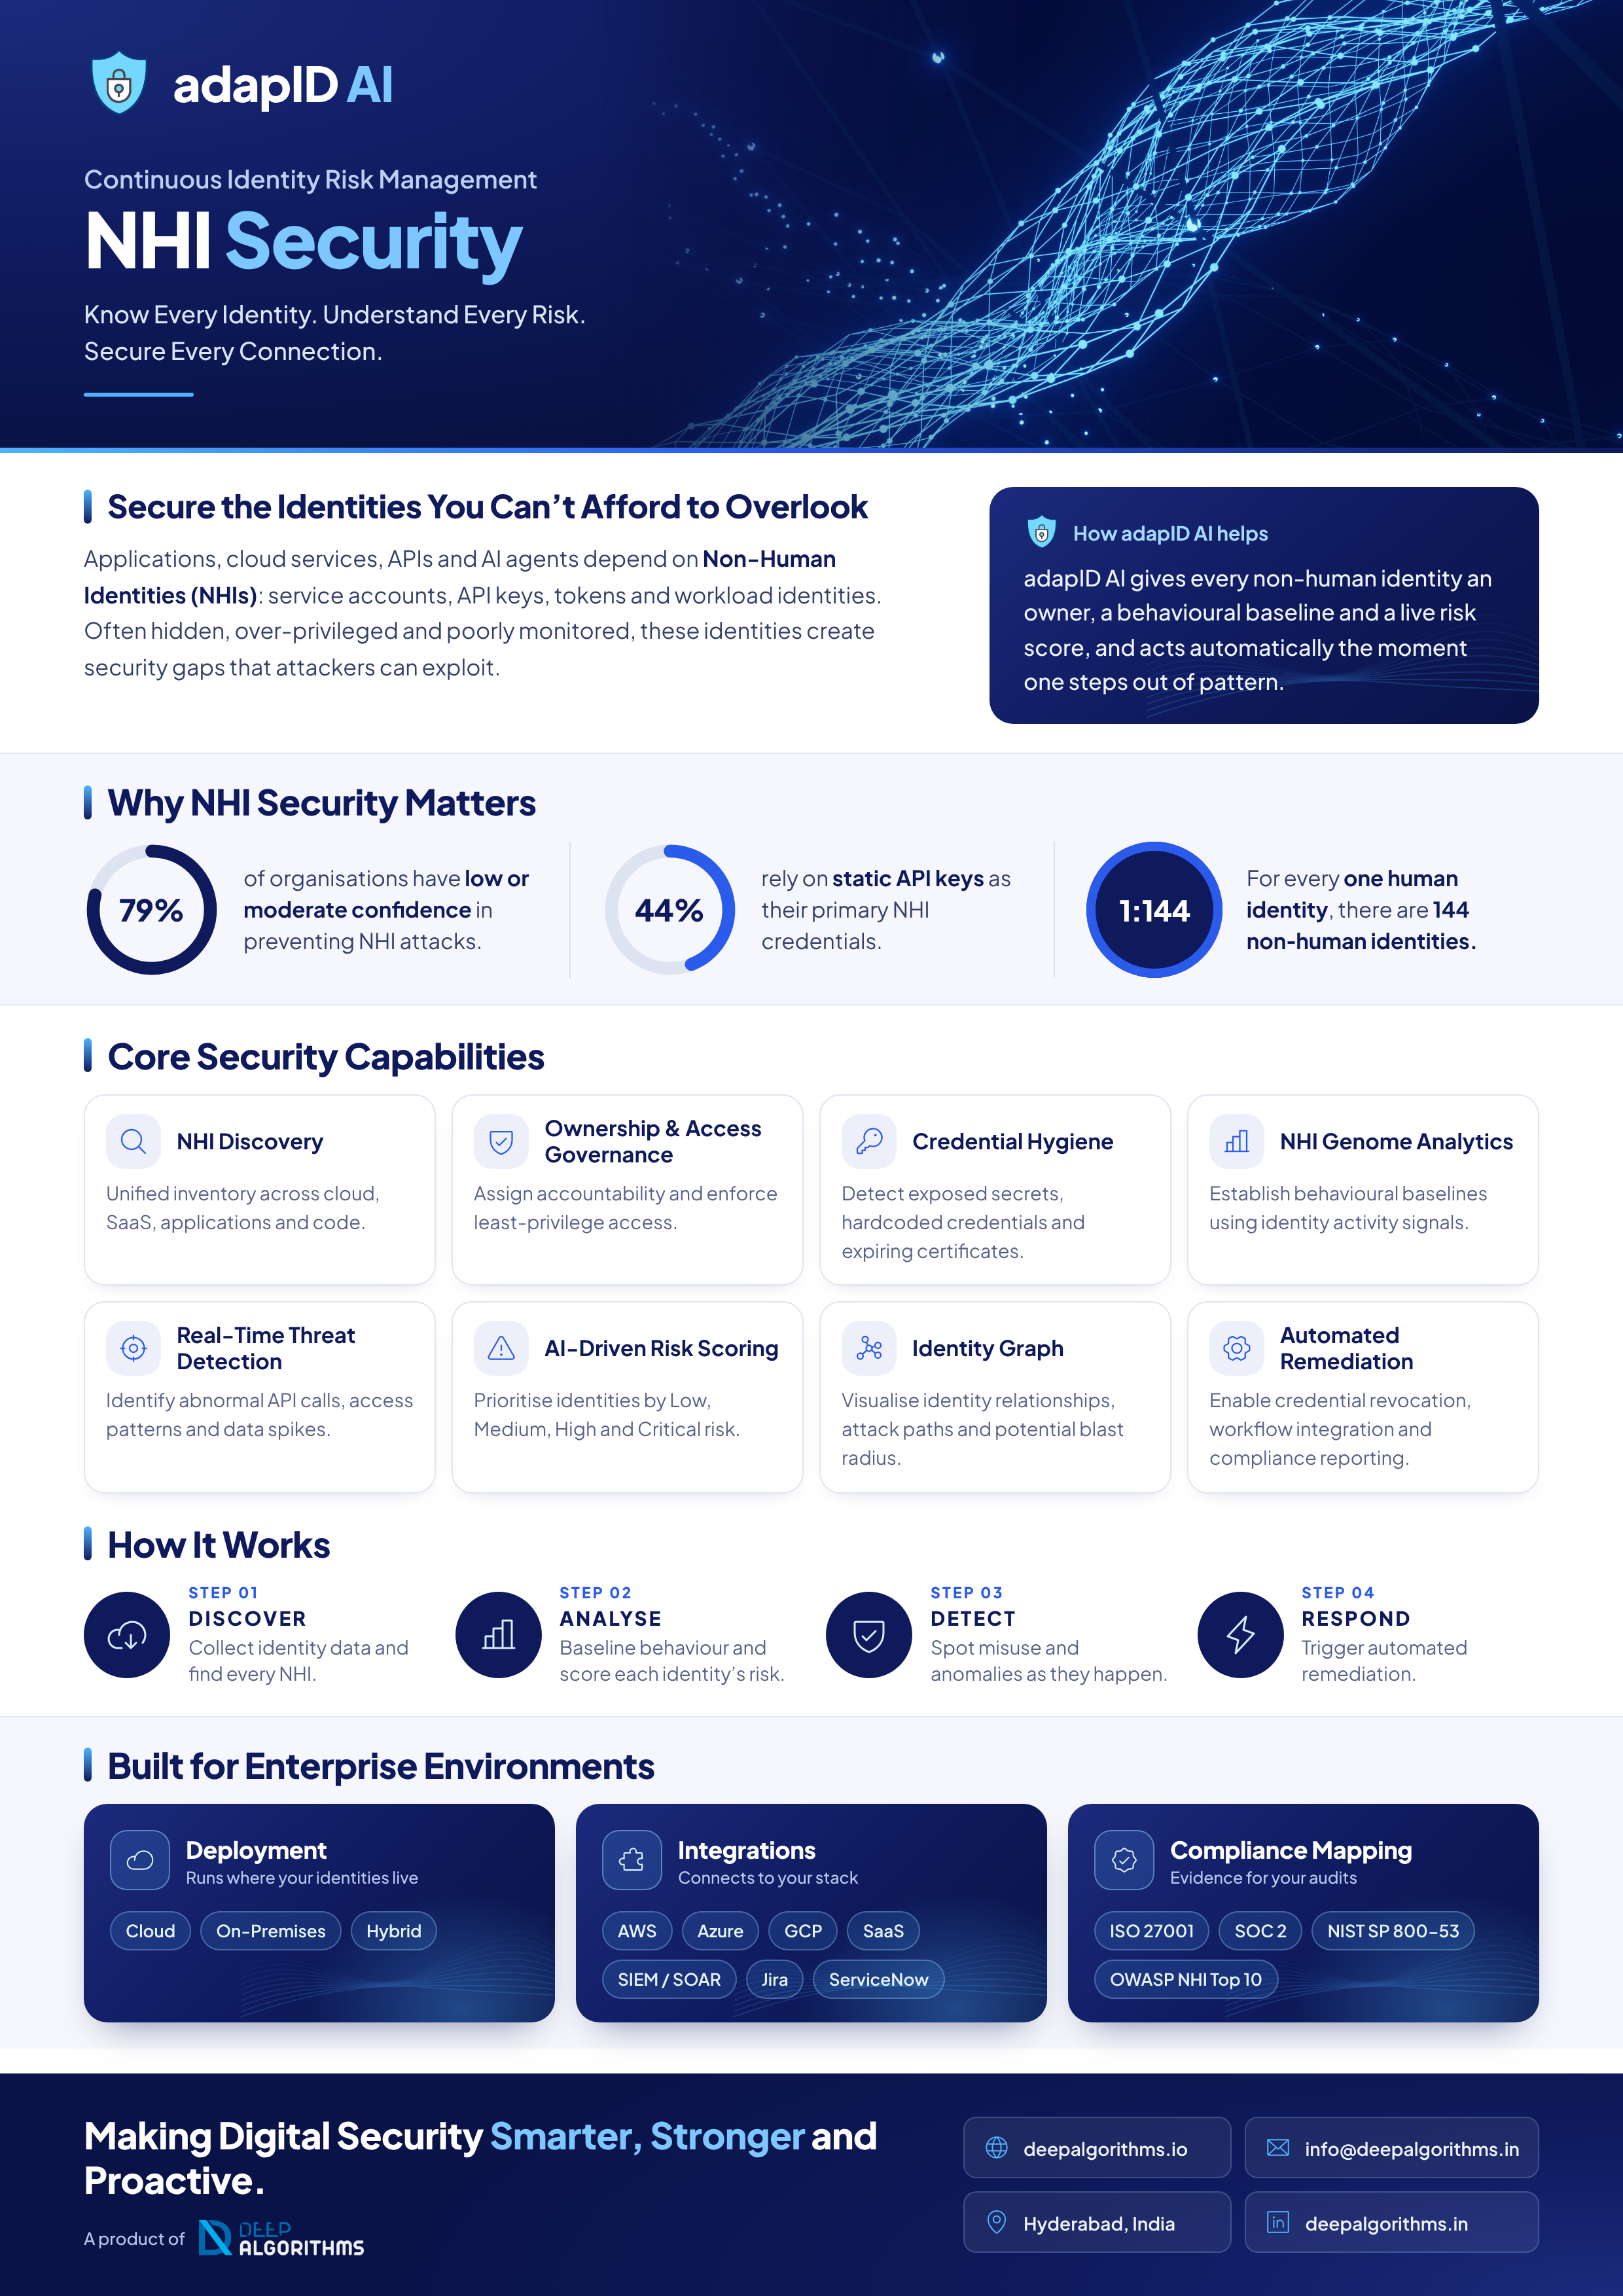 adapID AI
Continuous Identity Risk Management
NHI Security
Know Every Identity. Understand Every Risk.
Secure Every Connection.
Secure the Identities You Can’t Afford to Overlook
Applications, cloud services, APIs and AI agents depend on Non-Human
Identities (NHIs): service accounts, API keys, tokens and workload identities.
Often hidden, over-privileged and poorly monitored, these identities create
security gaps that attackers can exploit.
How adapID AI helps
adapID AI gives every non-human identity an
owner, a behavioural baseline and a live risk
score, and acts automatically the moment
one steps out of pattern.
Why NHI Security Matters
79%
of organisations have low or
moderate confidence in
preventing NHI attacks.
44%
rely on static API keys as
their primary NHI
credentials.
1:144
For every one human
identity, there are 144
non-human identities.
Core Security Capabilities
NHI Discovery
Unified inventory across cloud,
SaaS, applications and code.
Ownership & Access
Governance
Assign accountability and enforce
least-privilege access.
Credential Hygiene
Detect exposed secrets,
hardcoded credentials and
expiring certificates.
NHI Genome Analytics
Establish behavioural baselines
using identity activity signals.
Real-Time Threat
Detection
Identify abnormal API calls, access
patterns and data spikes.
AI-Driven Risk Scoring
Prioritise identities by Low,
Medium, High and Critical risk.
Identity Graph
Visualise identity relationships,
attack paths and potential blast
radius.
Automated
Remediation
Enable credential revocation,
workflow integration and
compliance reporting.
How It Works
STEP 01
DISCOVER
Collect identity data and
find every NHI.
STEP 02
ANALYSE
Baseline behaviour and
score each identity’s risk.
STEP 03
DETECT
Spot misuse and
anomalies as they happen.
STEP 04
RESPOND
Trigger automated
remediation.
Built for Enterprise Environments
Deployment
Runs where your identities live
Cloud
On-Premises
Hybrid
Integrations
Connects to your stack
AWS
Azure
GCP
SaaS
SIEM / SOAR
Jira
ServiceNow
Compliance Mapping
Evidence for your audits
ISO 27001
SOC 2
NIST SP 800-53
OWASP NHI Top 10
Making Digital Security Smarter, Stronger and
Proactive.
A product of
DEEP
ALGORITHMS
deepalgorithms.io
info@deepalgorithms.in
Hyderabad, India
in
deepalgorithms.in